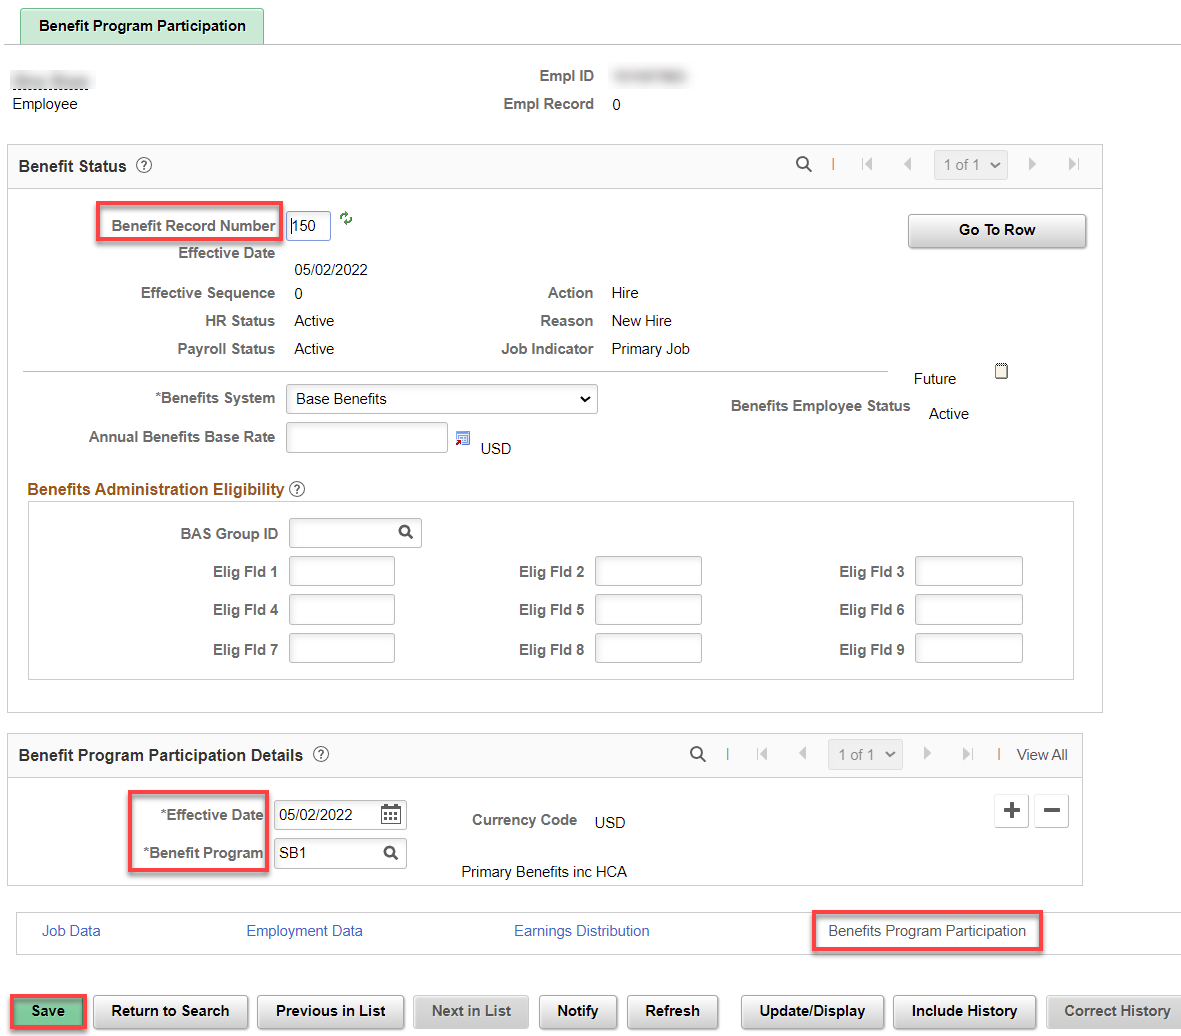 Benefit Program Participation
Empl ID
Employee
Empl Record 0
Benefit Status ? 1 of 1
Benefit Record Number 150
Go To Row
Effective Date
05/02/2022
Effective Sequence 0 Action Hire
HR Status Active Reason New Hire
Payroll Status Active Job Indicator Primary Job
Future
*Benefits System Base Benefits
Benefits Employee Status Active
Annual Benefits Base Rate USD
Benefits Administration Eligibility ?
BAS Group ID
Elig Fld 1 Elig Fld 2 Elig Fld 3
Elig Fld 4 Elig Fld 5 Elig Fld 6
Elig Fld 7 Elig Fld 8 Elig Fld 9
Benefit Program Participation Details ? 1 of 1 View All
*Effective Date 05/02/2022 Currency Code USD
*Benefit Program SB1
Primary Benefits inc HCA
Job Data Employment Data Earnings Distribution Benefits Program Participation
Save Return to Search Previous in List Next in List Notify Refresh Update/Display Include History Correct History